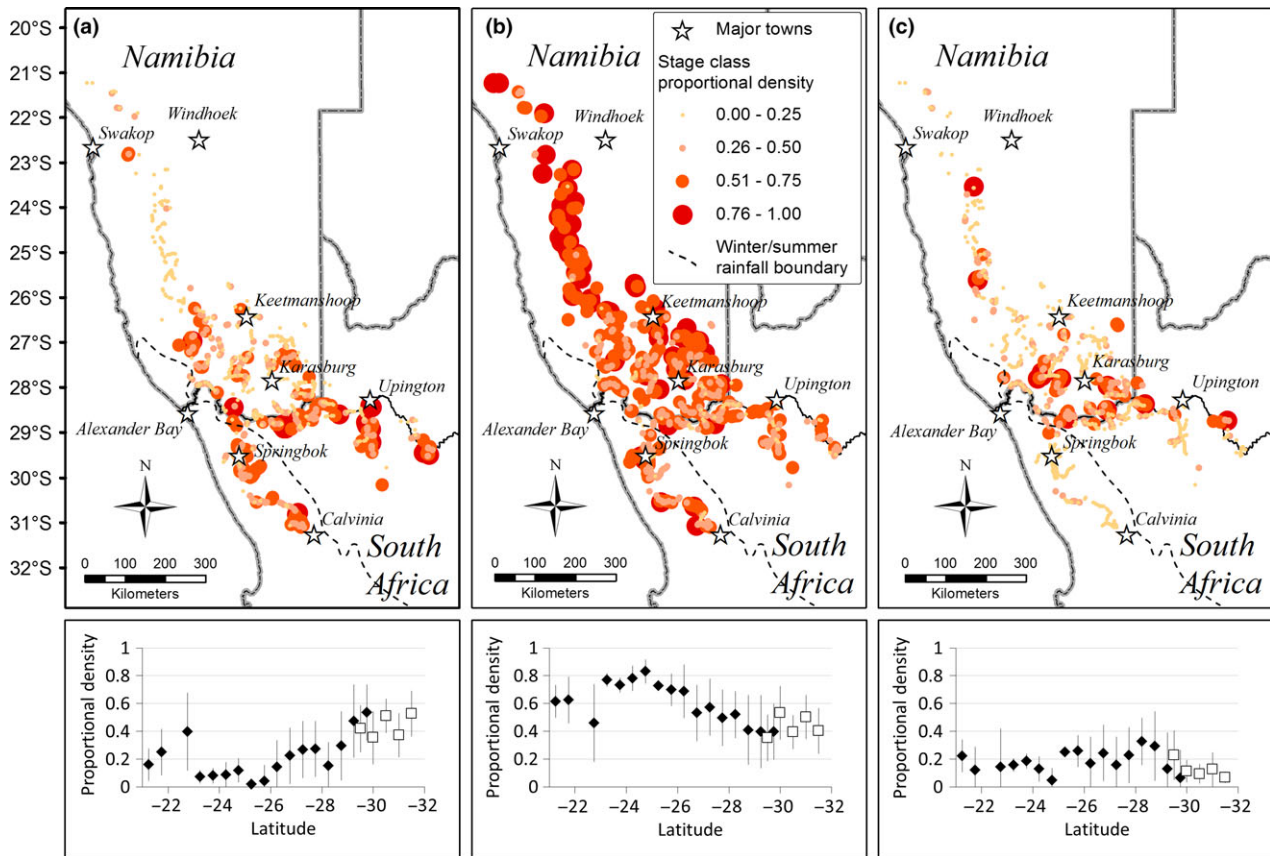 (a)
Namibia
Windhoek
Swakop
Keetmanshoop
Karasburg
Upington
Alexander Bay
Springbok
Calvinia
South
Africa
N
0 100 200 300
Kilometers
20°S
21°S
22°S
23°S
24°S
25°S
26°S
27°S
28°S
29°S
30°S
31°S
32°S
(b)
Namibia
Windhoek
Swakop
Keetmanshoop
Karasburg
Upington
Alexander Bay
Springbok
Calvinia
South
Africa
N
0 100 200 300
Kilometers
Major towns
Stage class
proportional density
0.00 - 0.25
0.26 - 0.50
0.51 - 0.75
0.76 - 1.00
Winter/summer
rainfall boundary
(c)
Namibia
Windhoek
Swakop
Keetmanshoop
Karasburg
Upington
Alexander Bay
Springbok
Calvinia
South
Africa
N
0 100 200 300
Kilometers
Proportional density
1
0.8
0.6
0.4
0.2
0
−22 −24 −26 −28 −30 −32
Latitude
Proportional density
1
0.8
0.6
0.4
0.2
0
−22 −24 −26 −28 −30 −32
Latitude
Proportional density
1
0.8
0.6
0.4
0.2
0
−22 −24 −26 −28 −30 −32
Latitude